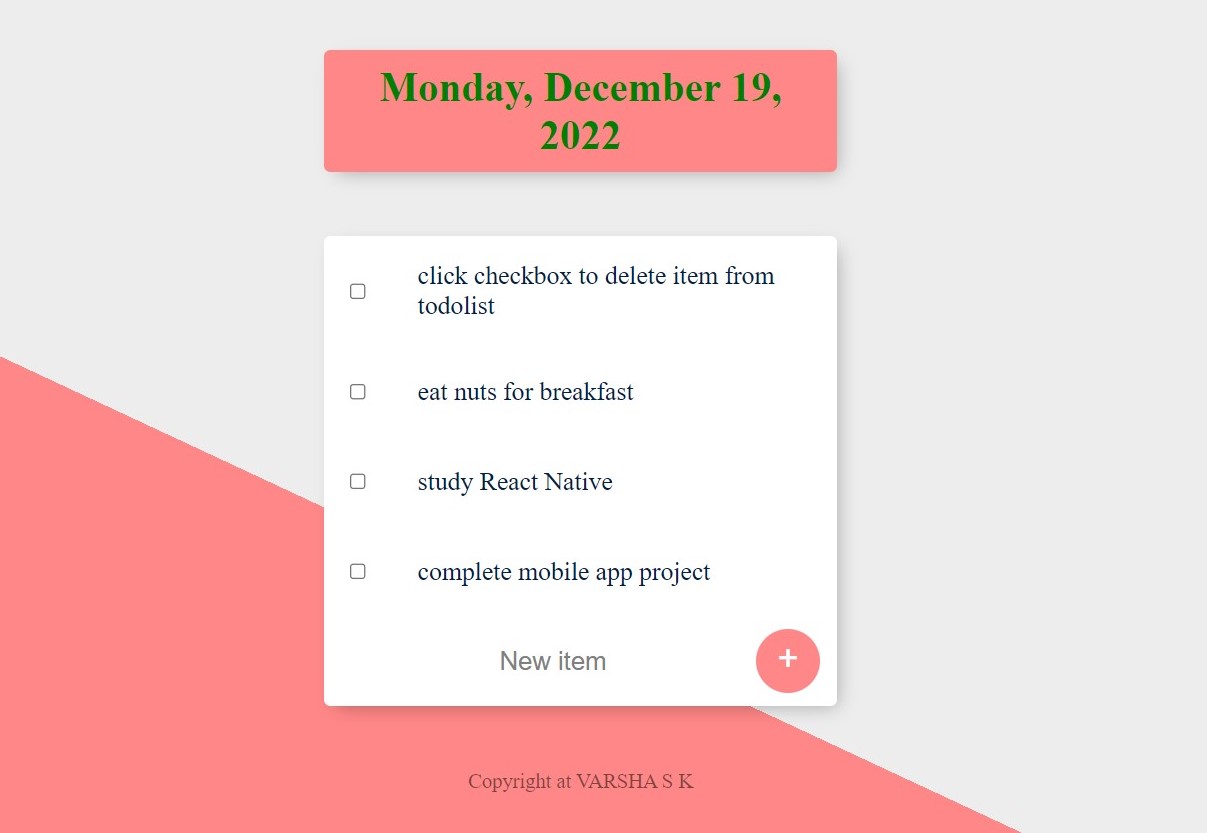 Monday, December 19,
2022
click checkbox to delete item from
todolist
eat nuts for breakfast
study React Native
complete mobile app project
New item
+
Copyright at VARSHA S K